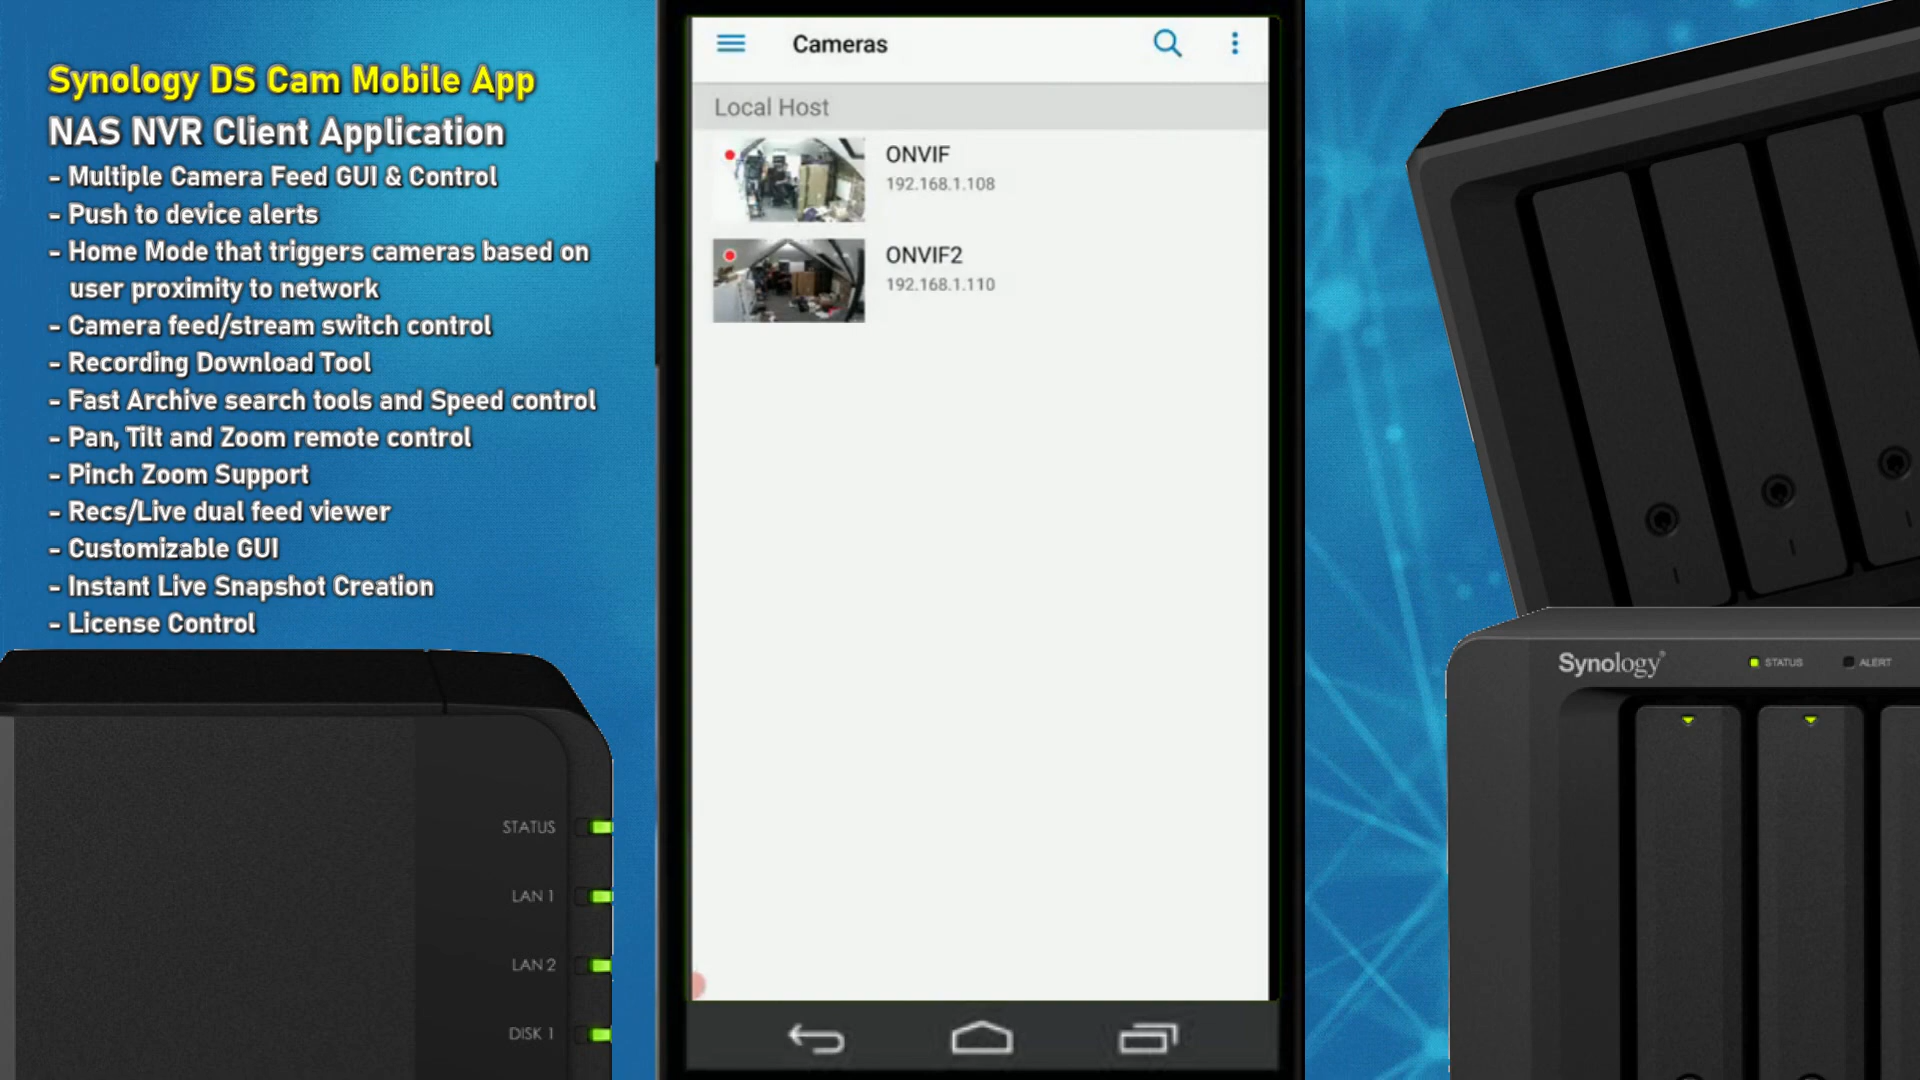 Synology DS Cam Mobile App
NAS NVR Client Application
- Multiple Camera Feed GUI & Control
- Push to device alerts
- Home Mode that triggers cameras based on
user proximity to network
- Camera feed/stream switch control
- Recording Download Tool
- Fast Archive search tools and Speed control
- Pan, Tilt and Zoom remote control
- Pinch Zoom Support
- Recs/Live dual feed viewer
- Customizable GUI
- Instant Live Snapshot Creation
- License Control
STATUS
LAN 1
LAN 2
DISK 1
Cameras
Local Host
ONVIF
192.168.1.108
ONVIF2
192.168.1.110
Synology®
STATUS
ALERT